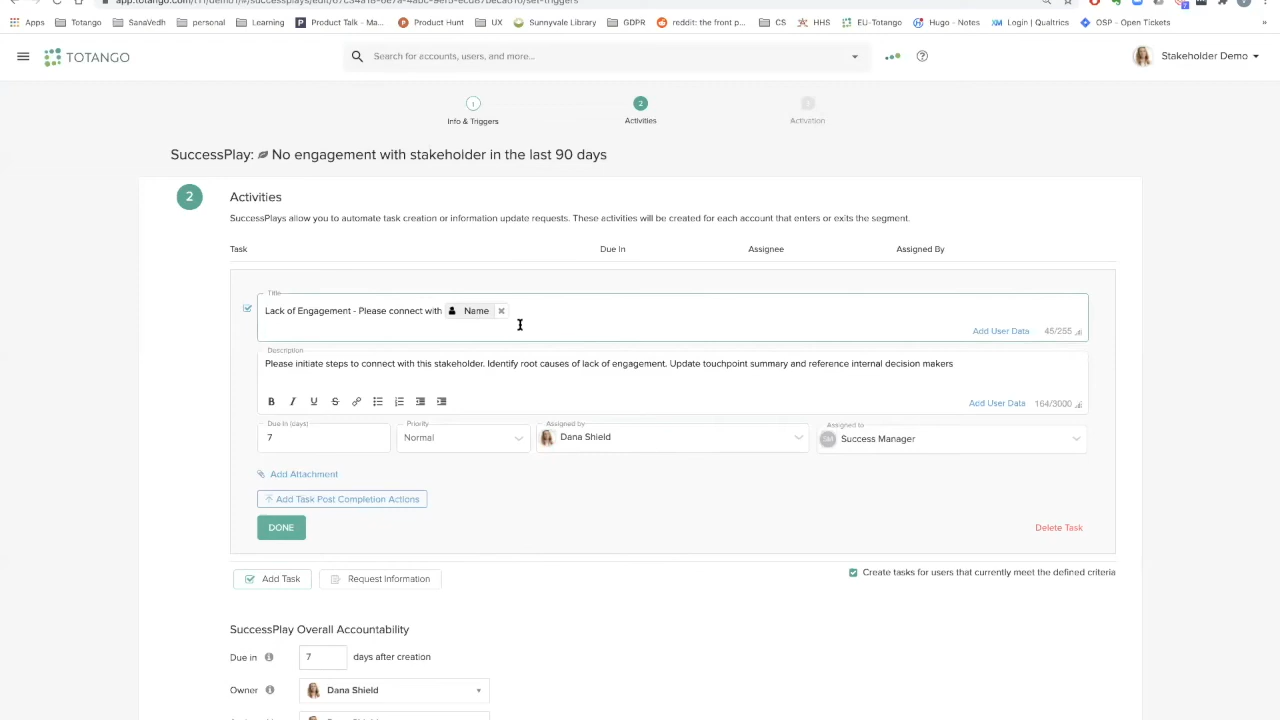 Apps Totango SanaVedh personal Learning Product Talk - Ma... Product Hunt UX Sunnyvale Library GDPR reddit: the front p... CS HHS EU-Totango Hugo - Notes Login | Qualtrics OSP - Open Tickets »
TOTANGO
Search for accounts, users, and more...
Stakeholder Demo
1
2
Info & Triggers
Activities
Activation
SuccessPlay: No engagement with stakeholder in the last 90 days
2
Activities
SuccessPlays allow you to automate task creation or information update requests. These activities will be created for each account that enters or exits the segment.
Task Due In Assignee Assigned By
Title
Lack of Engagement - Please connect with Name
Add User Data 45/255
Description
Please initiate steps to connect with this stakeholder. Identify root causes of lack of engagement. Update touchpoint summary and reference internal decision makers
B I U S
Add User Data 164/3000
Due In (days) Priority Assigned by Assigned to
7 Normal Dana Shield SM Success Manager
Add Attachment
Add Task Post Completion Actions
DONE
Delete Task
Add Task Request Information
Create tasks for users that currently meet the defined criteria
SuccessPlay Overall Accountability
Due in 7 days after creation
Owner Dana Shield